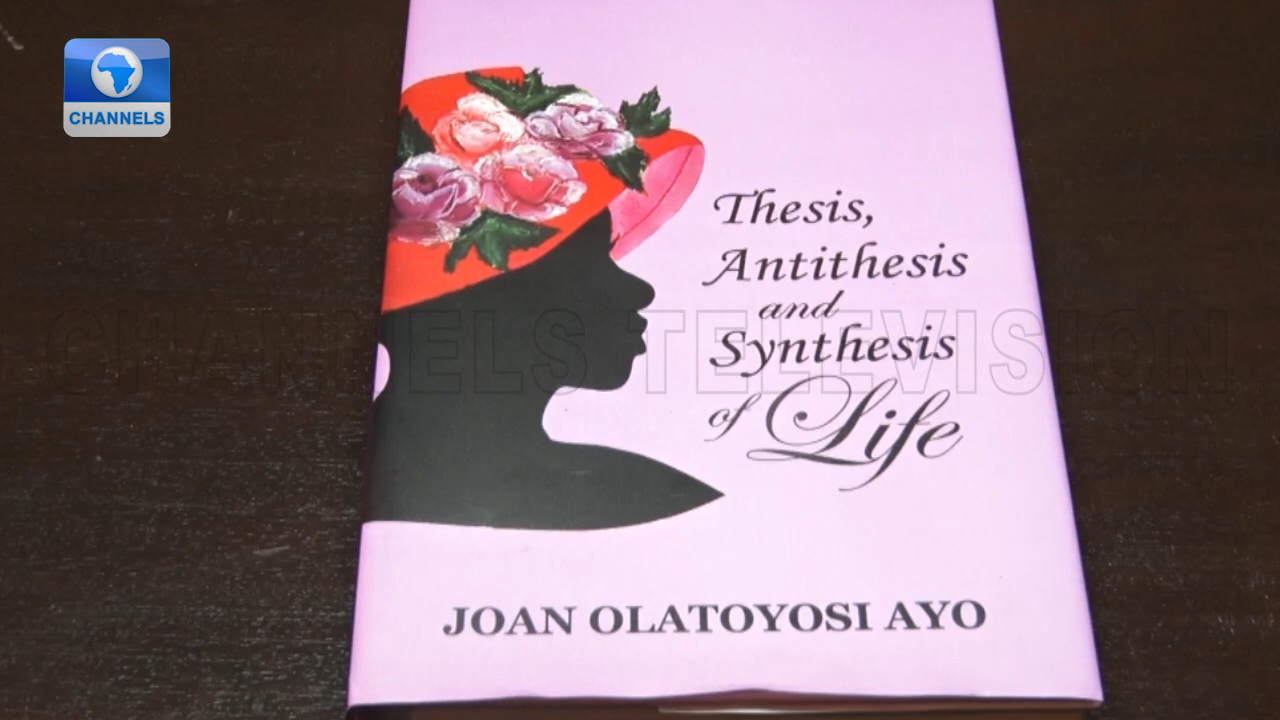 CHANNELS
Thesis,
Antithesis
and
Synthesis
of Life
CHANNELS TELEVISION
JOAN OLATOYOSI AYO